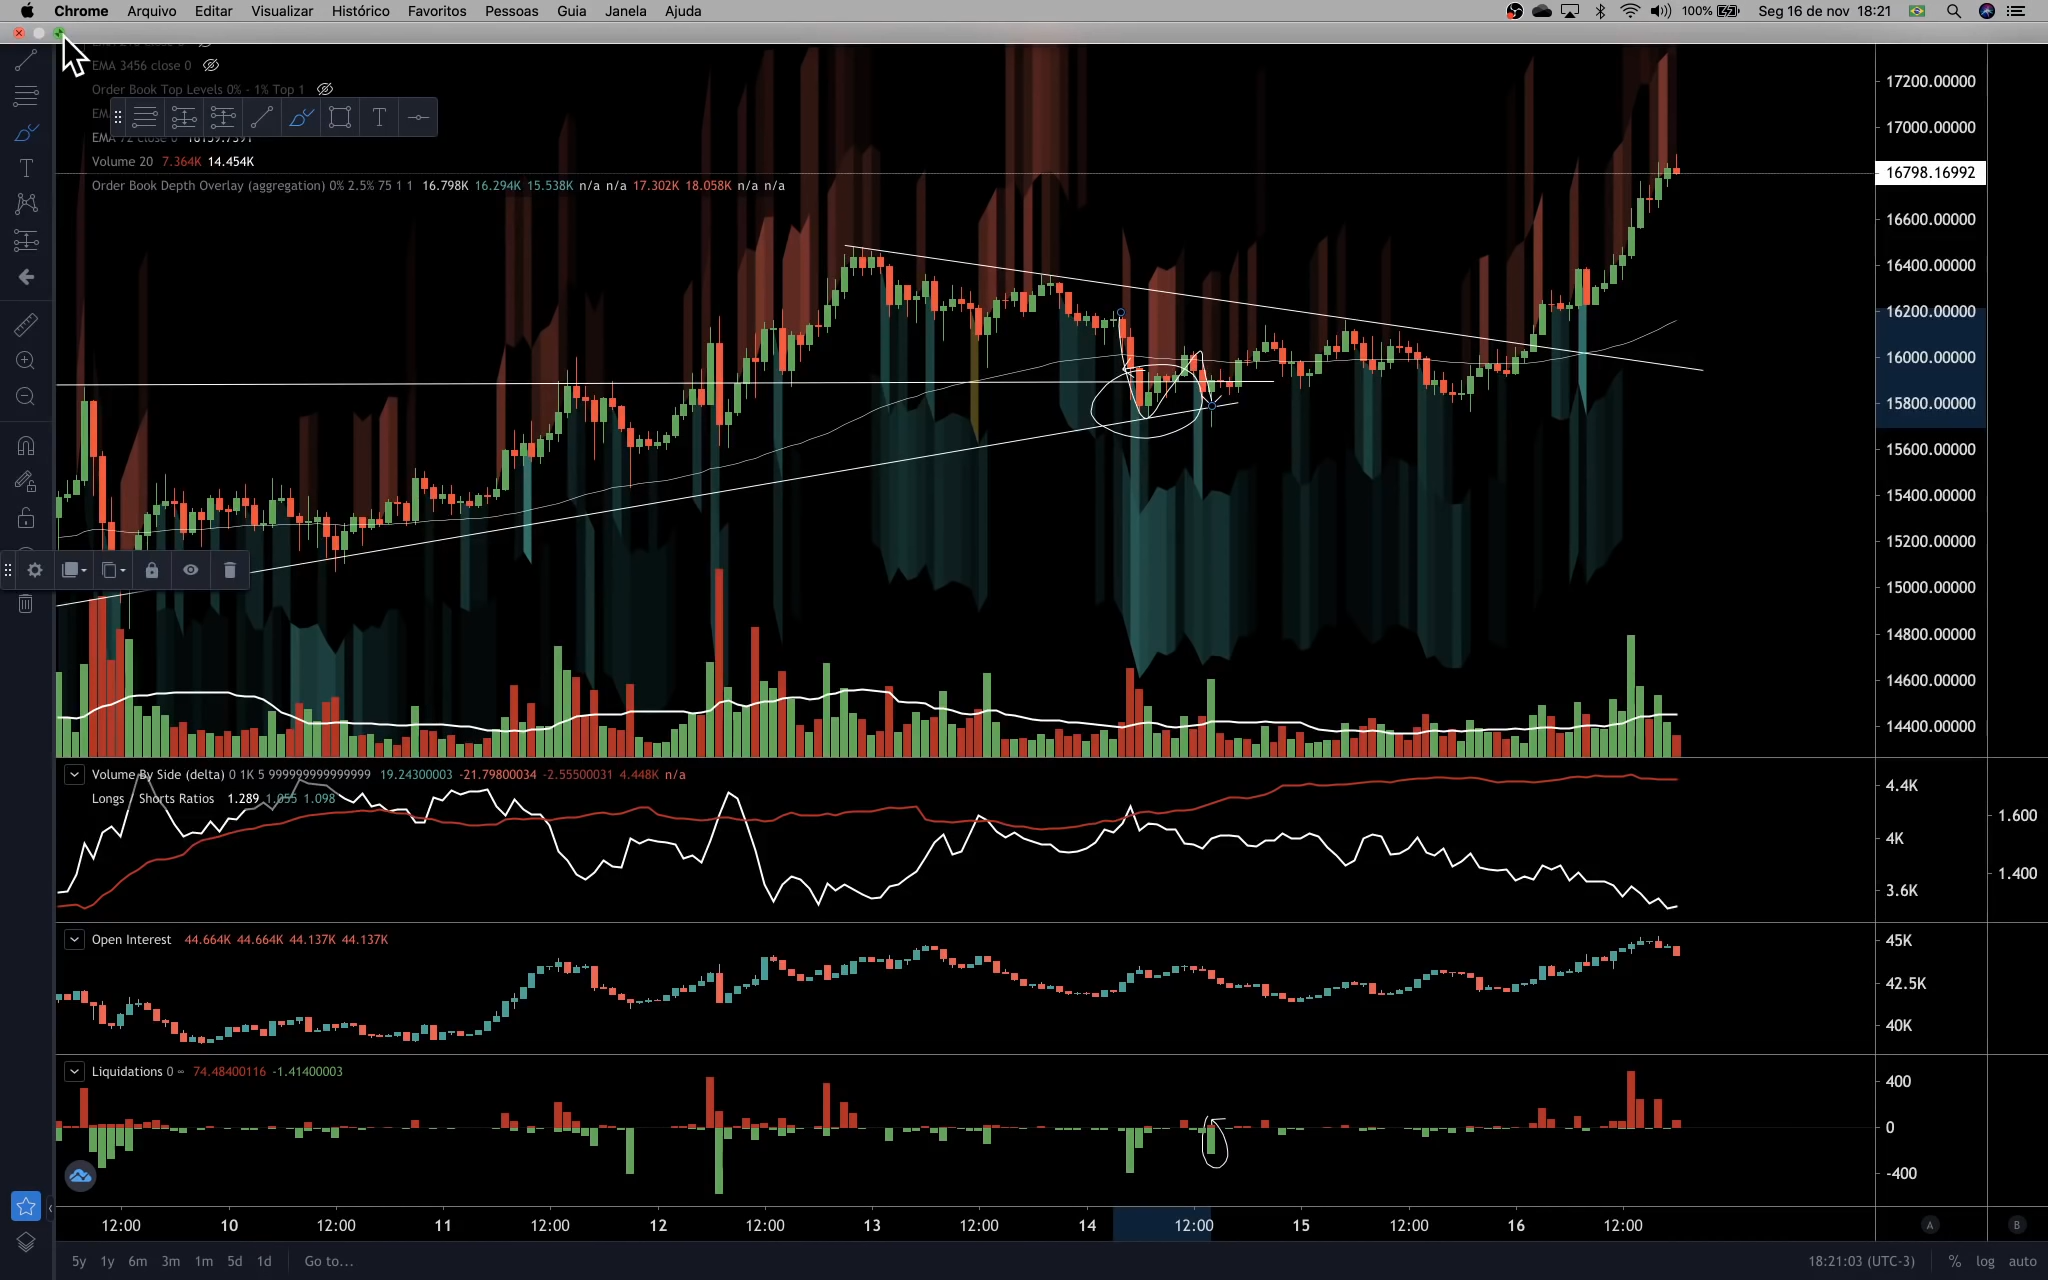 Chrome Arquivo Editar Visualizar Histórico Favoritos Pessoas Guia Janela Ajuda 100% Seg 16 de nov 18:21
EMA 3456 close 0
Order Book Top Levels 0% - 1% Top 1
Volume 20 7.364K 14.454K
Order Book Depth Overlay (aggregation) 0% 2.5% 75 1 1 16.798K 16.294K 15.538K n/a n/a 17.302K 18.058K n/a n/a
17200.00000
17000.00000
16798.16992
16600.00000
16400.00000
16200.00000
16000.00000
15800.00000
15600.00000
15400.00000
15200.00000
15000.00000
14800.00000
14600.00000
14400.00000
Volume By Side (delta) 0 1K 5 999999999999999 19.24300003 -21.79800034 -2.55500031 4.448K n/a
Longs / Shorts Ratios 1.289 1.055 1.098
4.4K
4K
3.6K
1.600
1.400
Open Interest 44.664K 44.664K 44.137K 44.137K
45K
42.5K
40K
Liquidations 0 ∞ 74.48400116 -1.41400003
400
0
-400
12:00 10 12:00 11 12:00 12 12:00 13 12:00 14 12:00 15 12:00 16 12:00 A B
5y 1y 6m 3m 1m 5d 1d Go to... 18:21:03 (UTC-3) % log auto